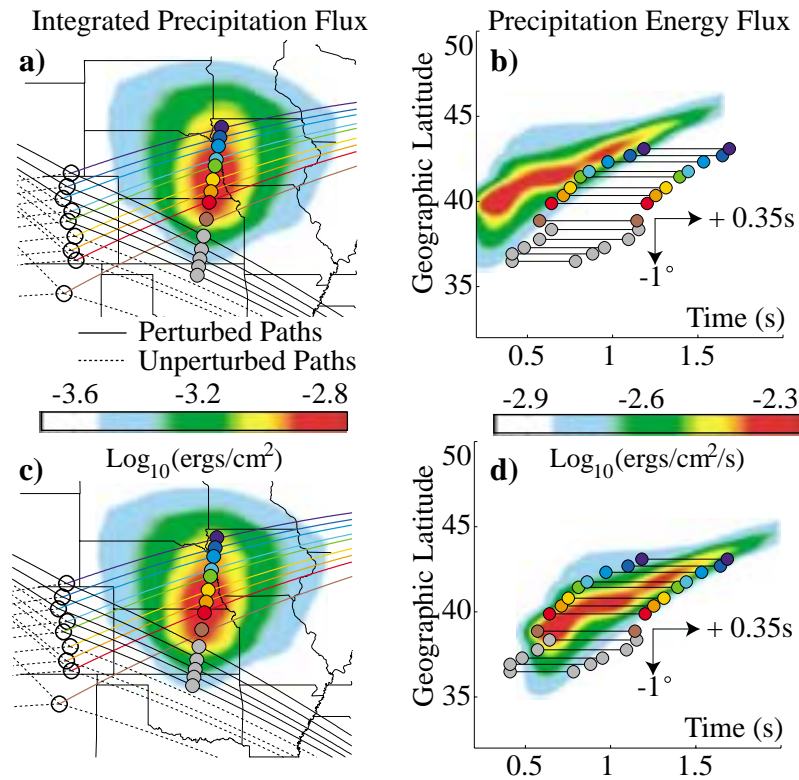 Integrated Precipitation Flux
Precipitation Energy Flux
a)
b)
50
45
40
35
Geographic Latitude
+ 0.35s
-1°
Time (s)
0.5 1 1.5
Perturbed Paths
Unperturbed Paths
-3.6 -3.2 -2.8
-2.9 -2.6 -2.3
Log10(ergs/cm²)
Log10(ergs/cm²/s)
c)
d)
50
45
40
35
Geographic Latitude
+ 0.35s
-1°
Time (s)
0.5 1 1.5